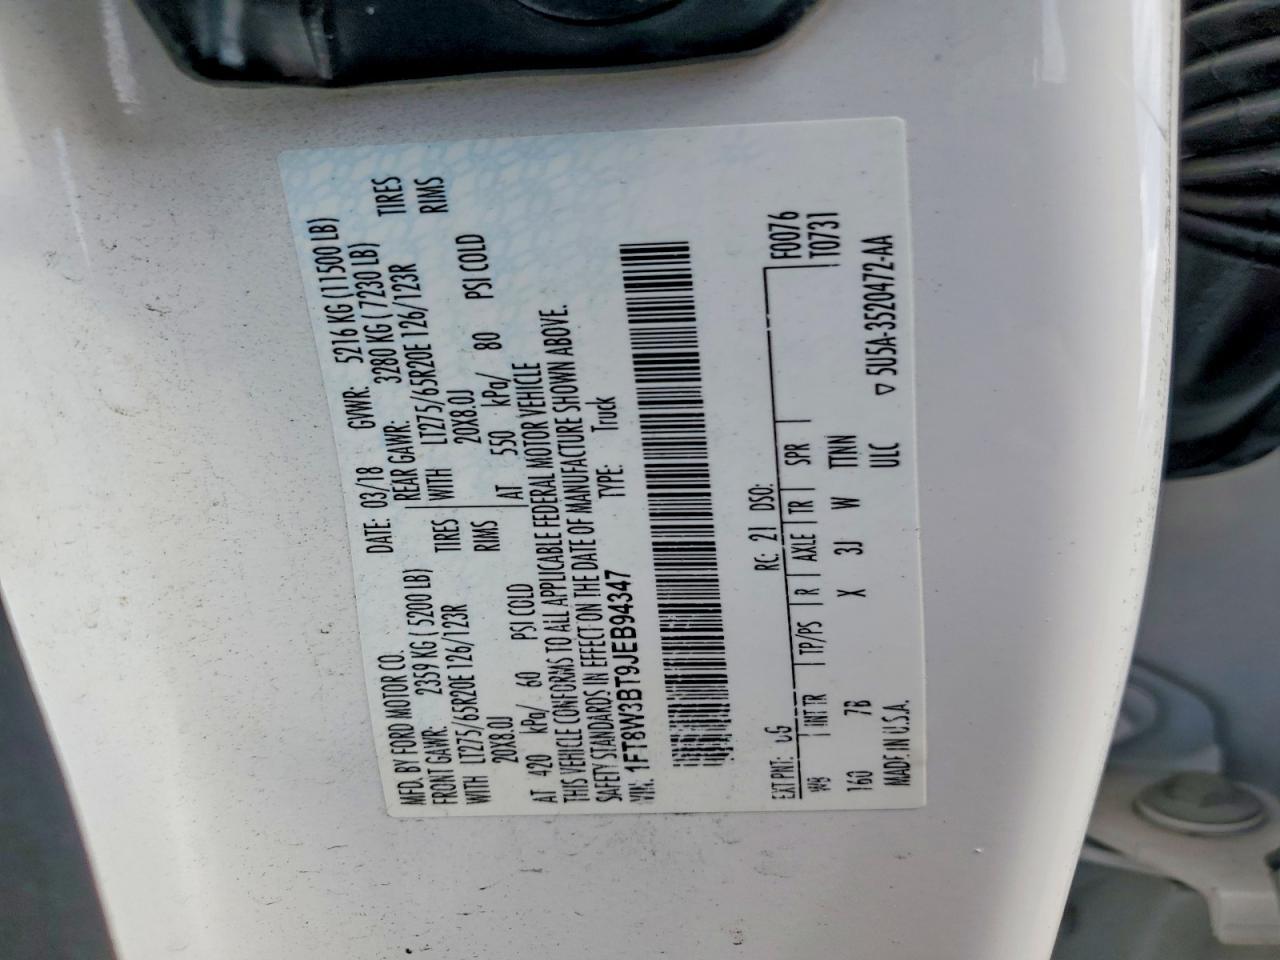 MFD. BY FORD MOTOR CO.
DATE: 03/18 GVWR: 5216 KG (11500 LB)
FRONT GAWR: 2359 KG (5200 LB) REAR GAWR: 3280 KG (7230 LB)
WITH LT275/65R20E 126/123R TIRES WITH LT275/65R20E 126/123R TIRES
20X8.0J RIMS 20X8.0J RIMS
AT 420 kPa/ 60 PSI COLD AT 550 kPa/ 80 PSI COLD
THIS VEHICLE CONFORMS TO ALL APPLICABLE FEDERAL MOTOR VEHICLE
SAFETY STANDARDS IN EFFECT ON THE DATE OF MANUFACTURE SHOWN ABOVE.
VIN: 1FT8W3BT9JEB94347 TYPE: Truck
F0076
EXT PNT: UG RC: 21 DSO: T0731
WB INT TR TP/PS R AXLE TR SPR
160 7B X 3J W TTNN
MADE IN U.S.A. ULC ▽ 5U5A-3520472-AA